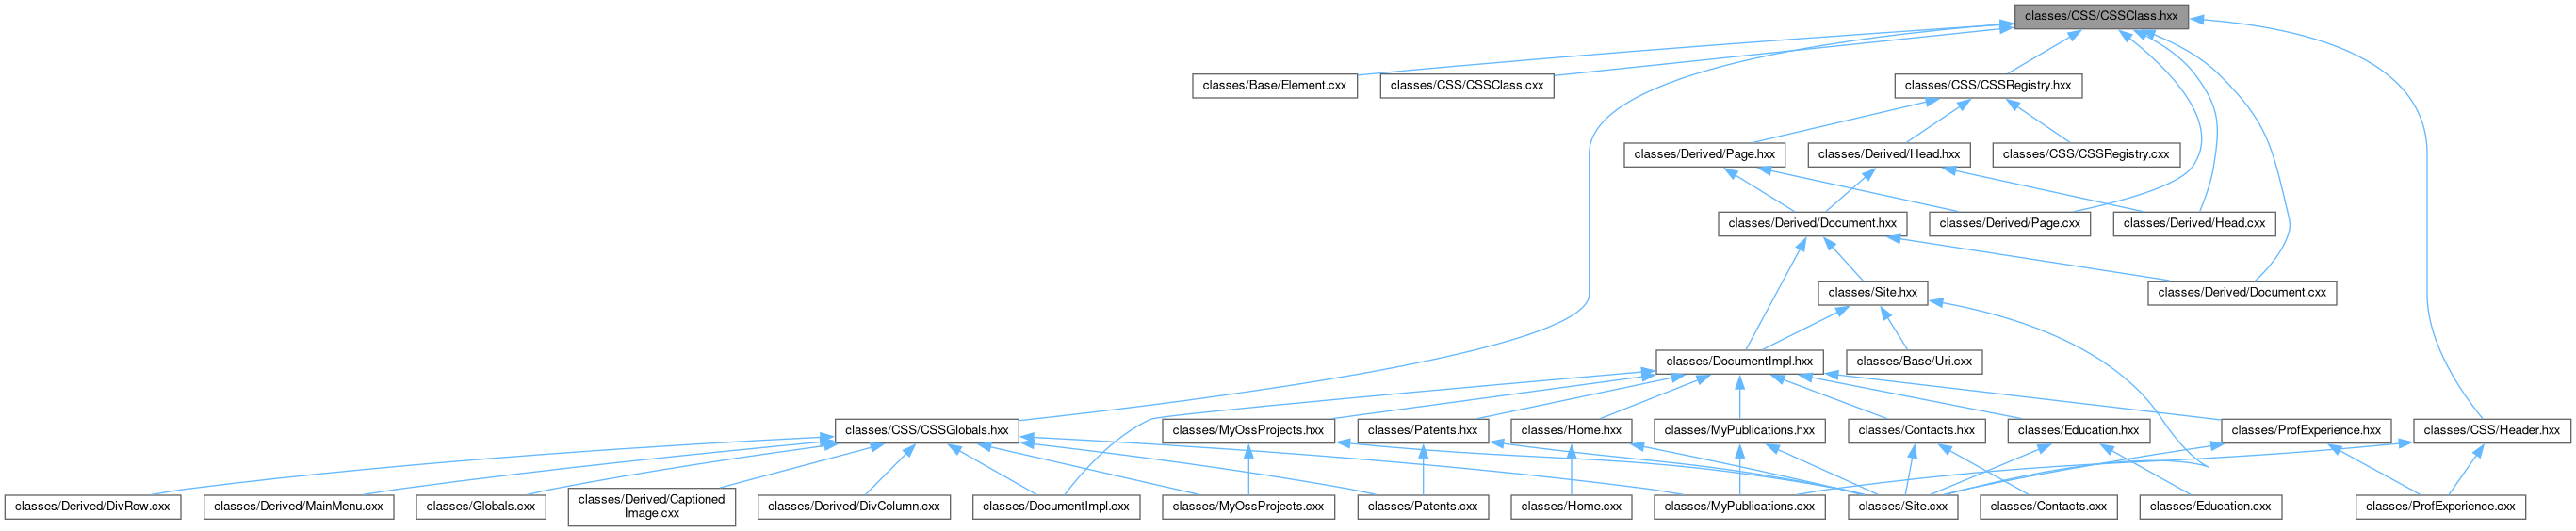 classes/CSS/CSSClass.hxx
classes/Base/Element.cxx
classes/CSS/CSSClass.cxx
classes/CSS/CSSRegistry.hxx
classes/Derived/Page.hxx
classes/Derived/Head.hxx
classes/CSS/CSSRegistry.cxx
classes/Derived/Document.hxx
classes/Derived/Page.cxx
classes/Derived/Head.cxx
classes/Site.hxx
classes/Derived/Document.cxx
classes/DocumentImpl.hxx
classes/Base/Uri.cxx
classes/CSS/CSSGlobals.hxx
classes/MyOssProjects.hxx
classes/Patents.hxx
classes/Home.hxx
classes/MyPublications.hxx
classes/Contacts.hxx
classes/Education.hxx
classes/ProfExperience.hxx
classes/CSS/Header.hxx
classes/Derived/DivRow.cxx
classes/Derived/MainMenu.cxx
classes/Globals.cxx
classes/Derived/Captioned
Image.cxx
classes/Derived/DivColumn.cxx
classes/DocumentImpl.cxx
classes/MyOssProjects.cxx
classes/Patents.cxx
classes/Home.cxx
classes/MyPublications.cxx
classes/Site.cxx
classes/Contacts.cxx
classes/Education.cxx
classes/ProfExperience.cxx